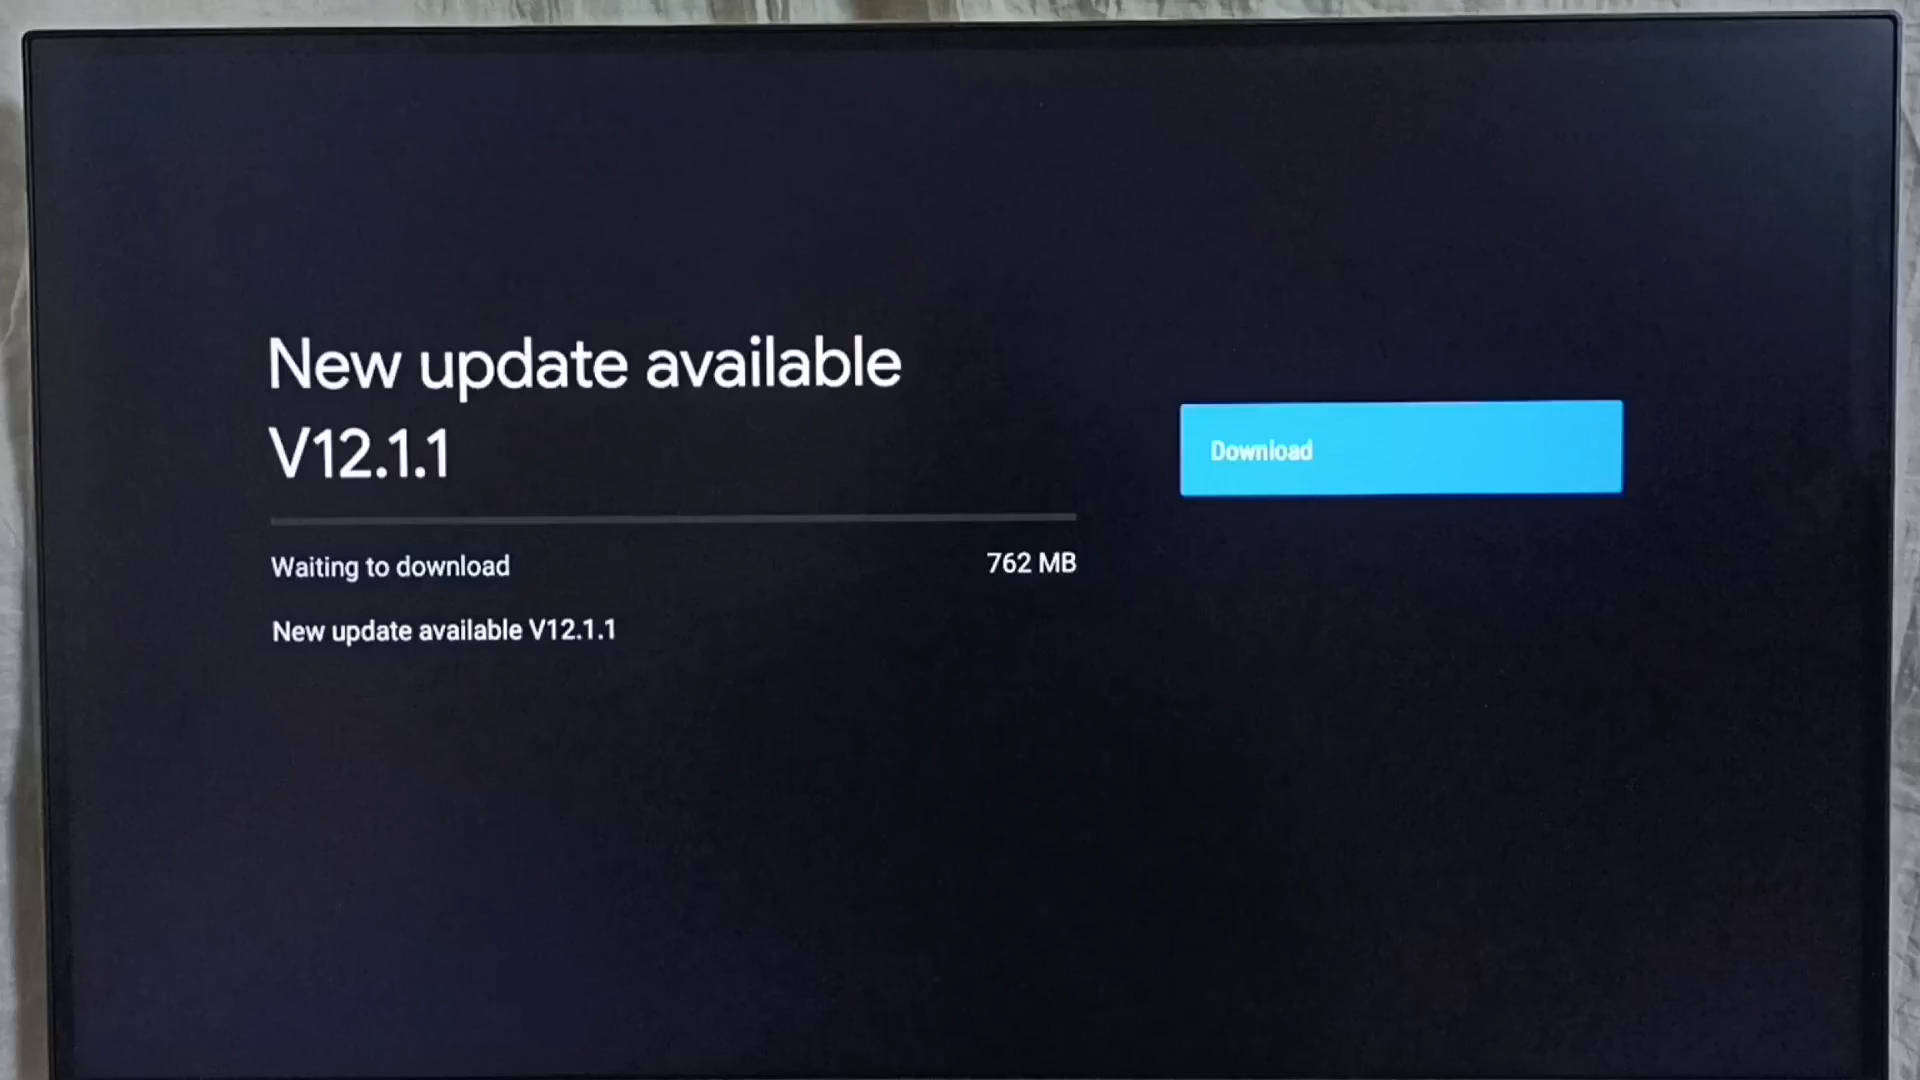 New update available
V12.1.1
Download
Waiting to download
762 MB
New update available V12.1.1